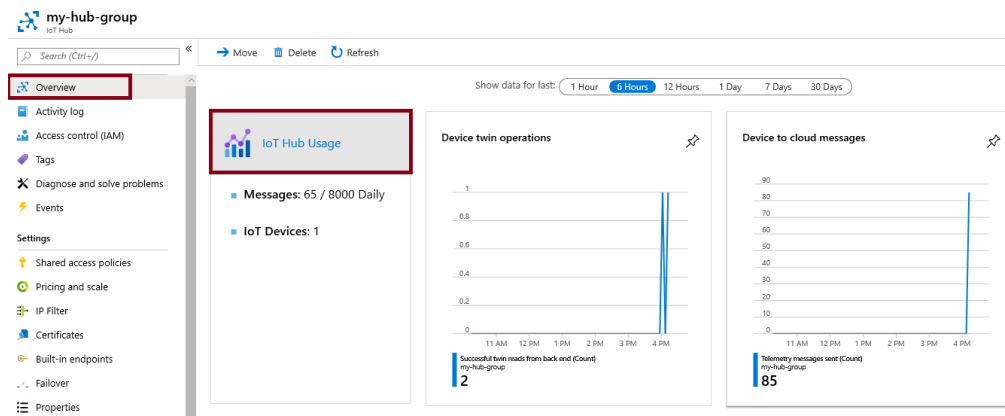 my-hub-group
IoT Hub
Search (Ctrl+/)
«
Overview
Activity log
Access control (IAM)
Tags
Diagnose and solve problems
Events
Settings
Shared access policies
Pricing and scale
IP Filter
Certificates
Built-in endpoints
Failover
Properties
Move Delete Refresh
Show data for last: 1 Hour 6 Hours 12 Hours 1 Day 7 Days 30 Days
IoT Hub Usage
Messages: 65 / 8000 Daily
IoT Devices: 1
Device twin operations
1
0.8
0.6
0.4
0.2
0
11 AM 12 PM 1 PM 2 PM 3 PM 4 PM
Successful twin reads from back end (Count)
my-hub-group
2
Device to cloud messages
90
80
70
60
50
40
30
20
10
0
11 AM 12 PM 1 PM 2 PM 3 PM 4 PM
Telemetry messages sent (Count)
my-hub-group
85